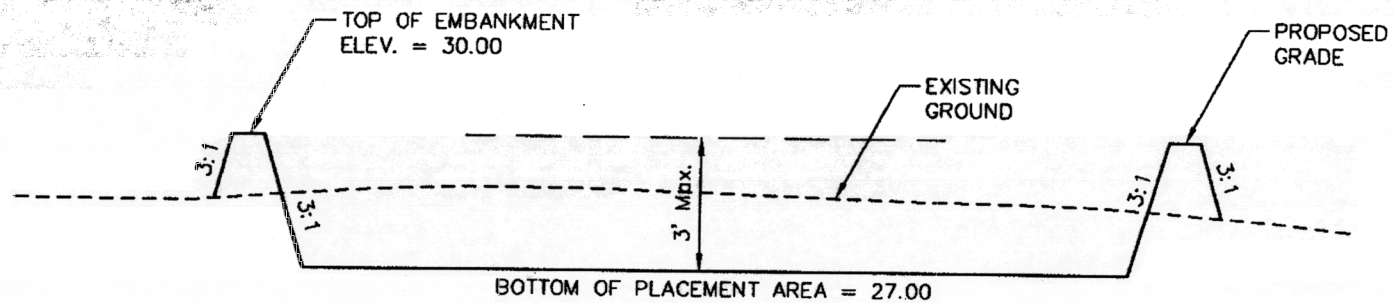 TOP OF EMBANKMENT
ELEV. = 30.00
PROPOSED
GRADE
EXISTING
GROUND
3:1
3:1
3' Max.
3:1
3:1
BOTTOM OF PLACEMENT AREA = 27.00